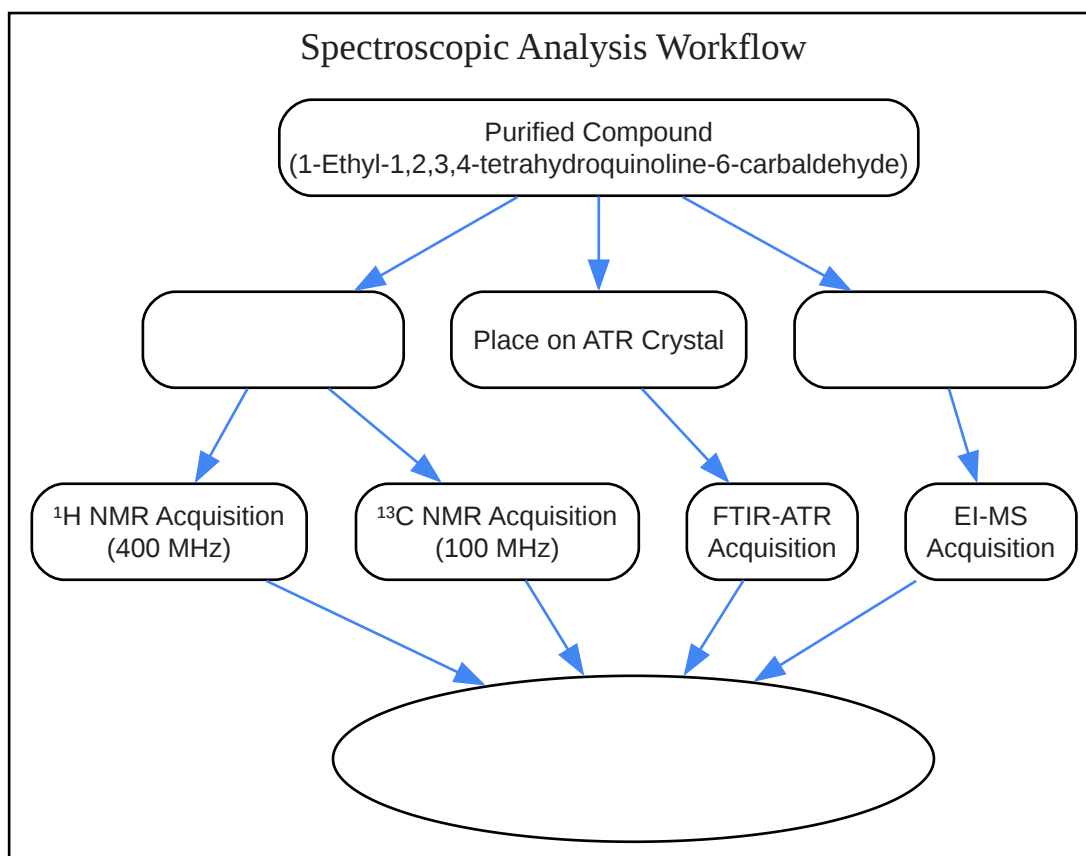 Spectroscopic Analysis Workflow
Purified Compound
(1-Ethyl-1,2,3,4-tetrahydroquinoline-6-carbaldehyde)
Place on ATR Crystal
¹H NMR Acquisition
(400 MHz)
¹³C NMR Acquisition
(100 MHz)
FTIR-ATR
Acquisition
EI-MS
Acquisition